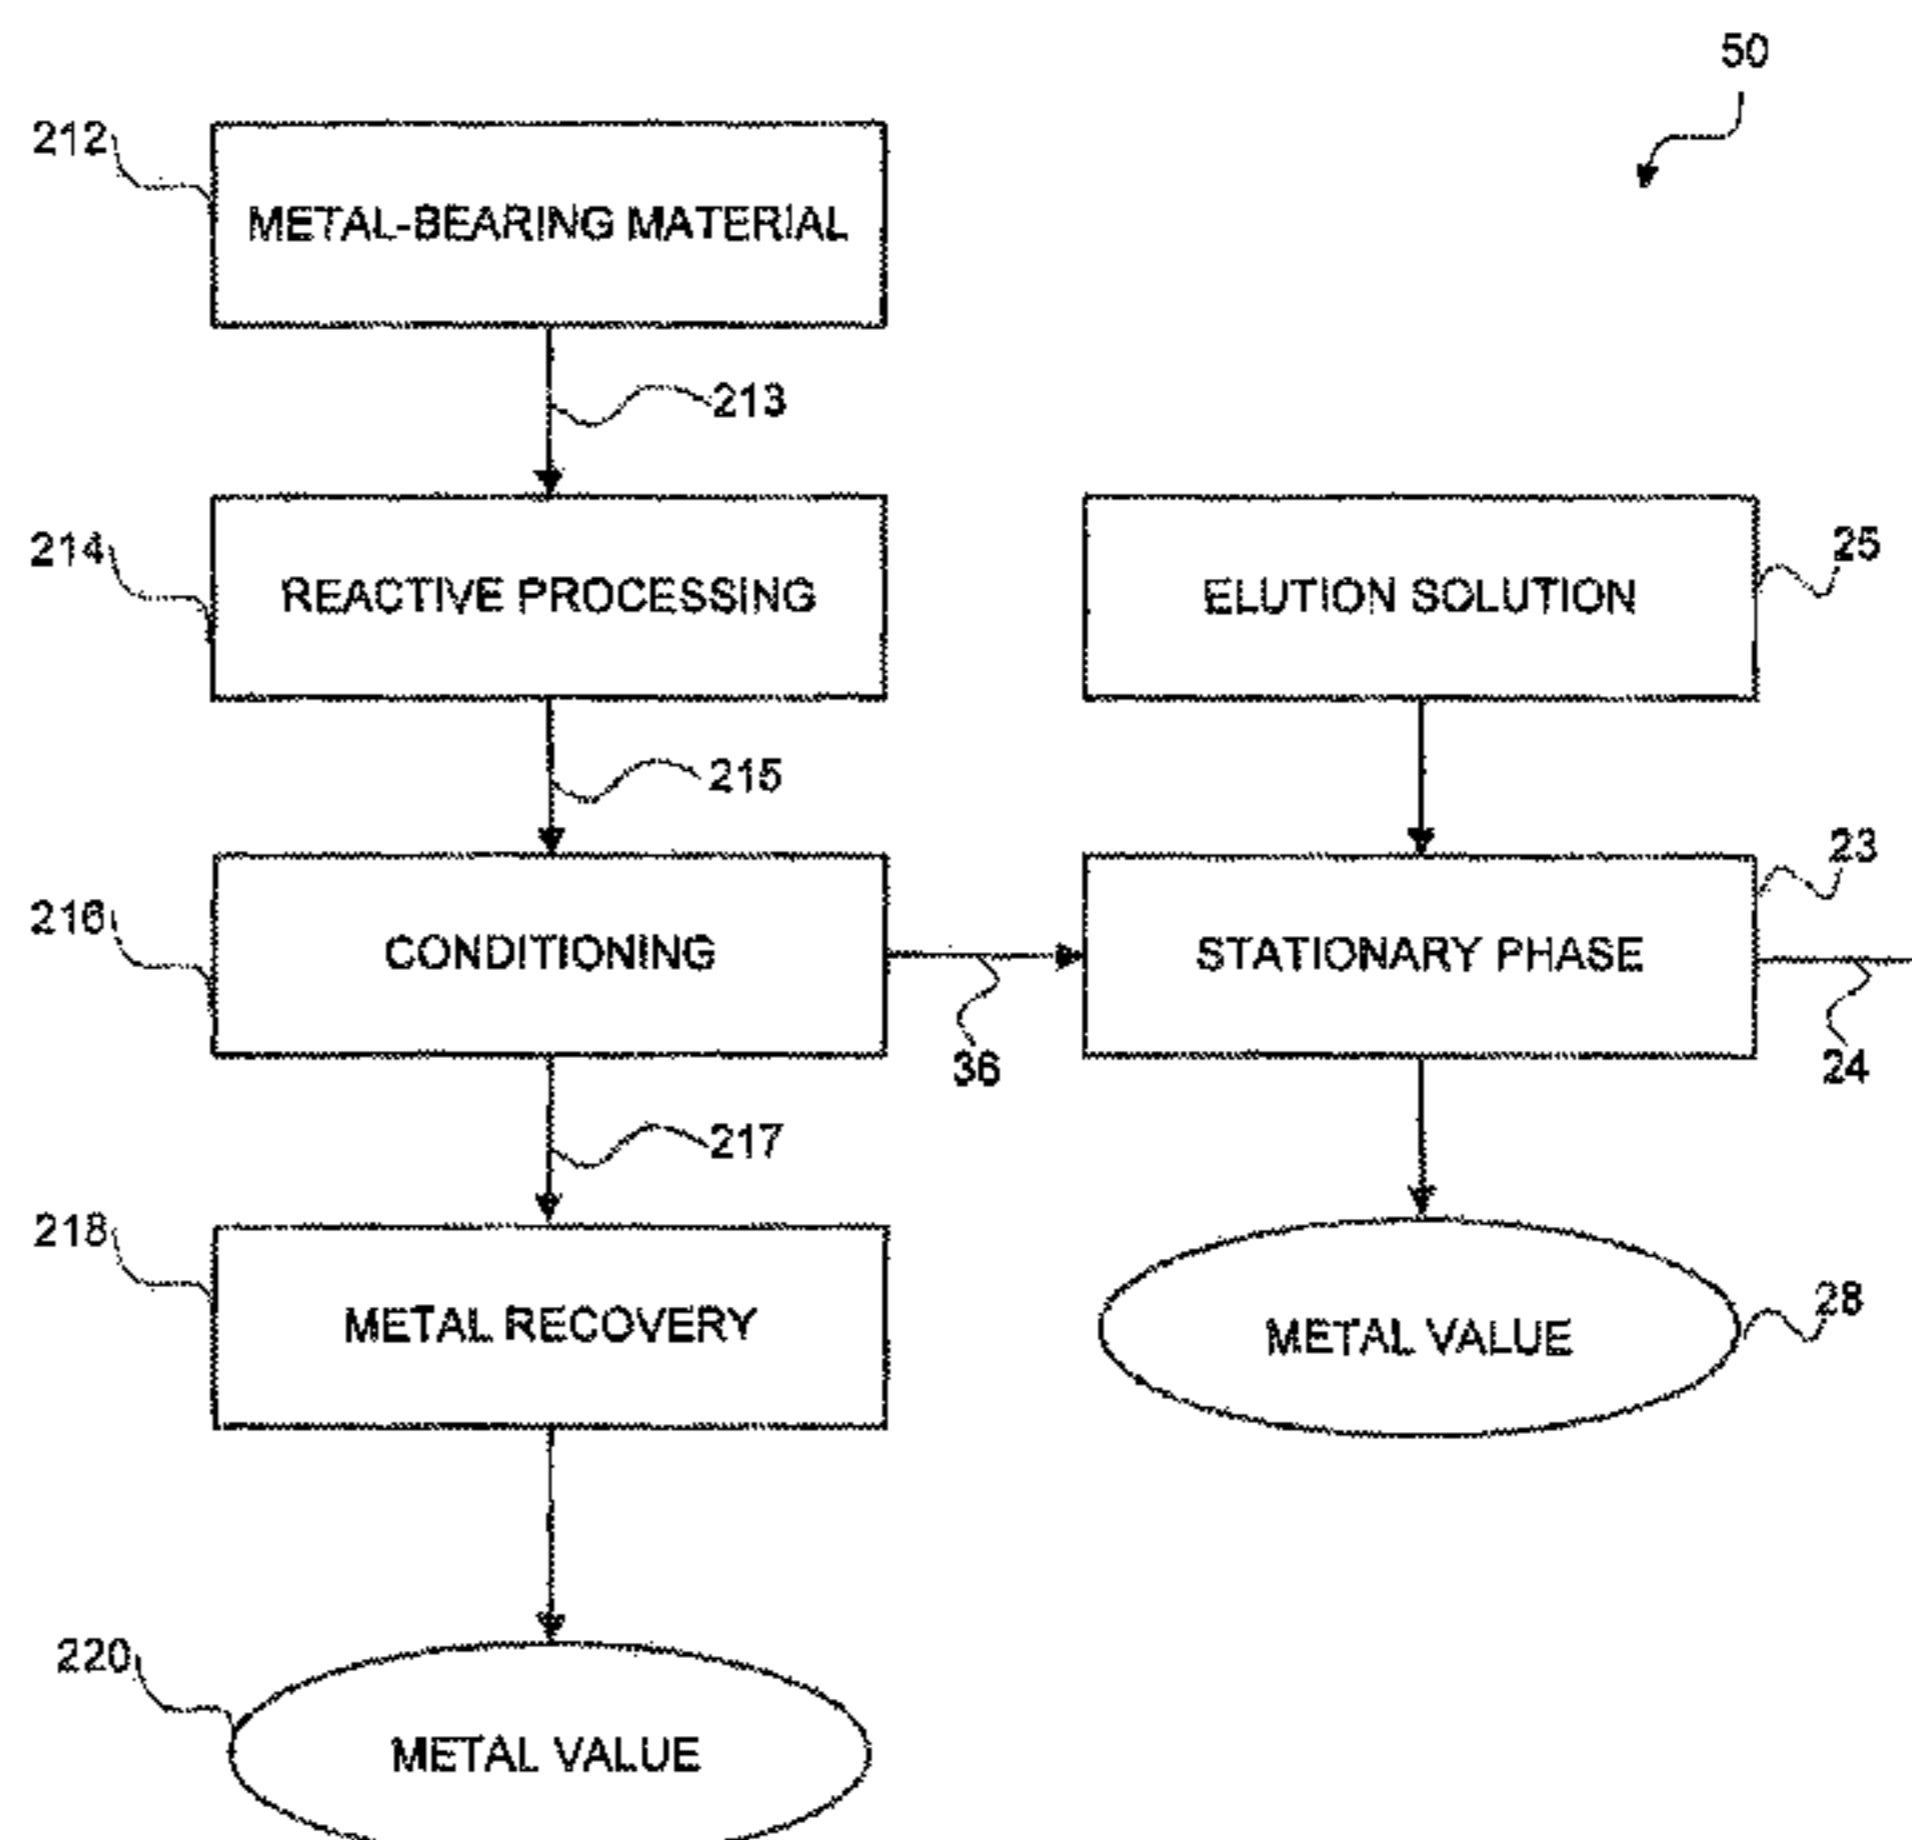 50
212
METAL-BEARING MATERIAL
213
214
REACTIVE PROCESSING
ELUTION SOLUTION
25
215
23
216
CONDITIONING
STATIONARY PHASE
36
24
217
218
METAL RECOVERY
METAL VALUE
28
220
METAL VALUE